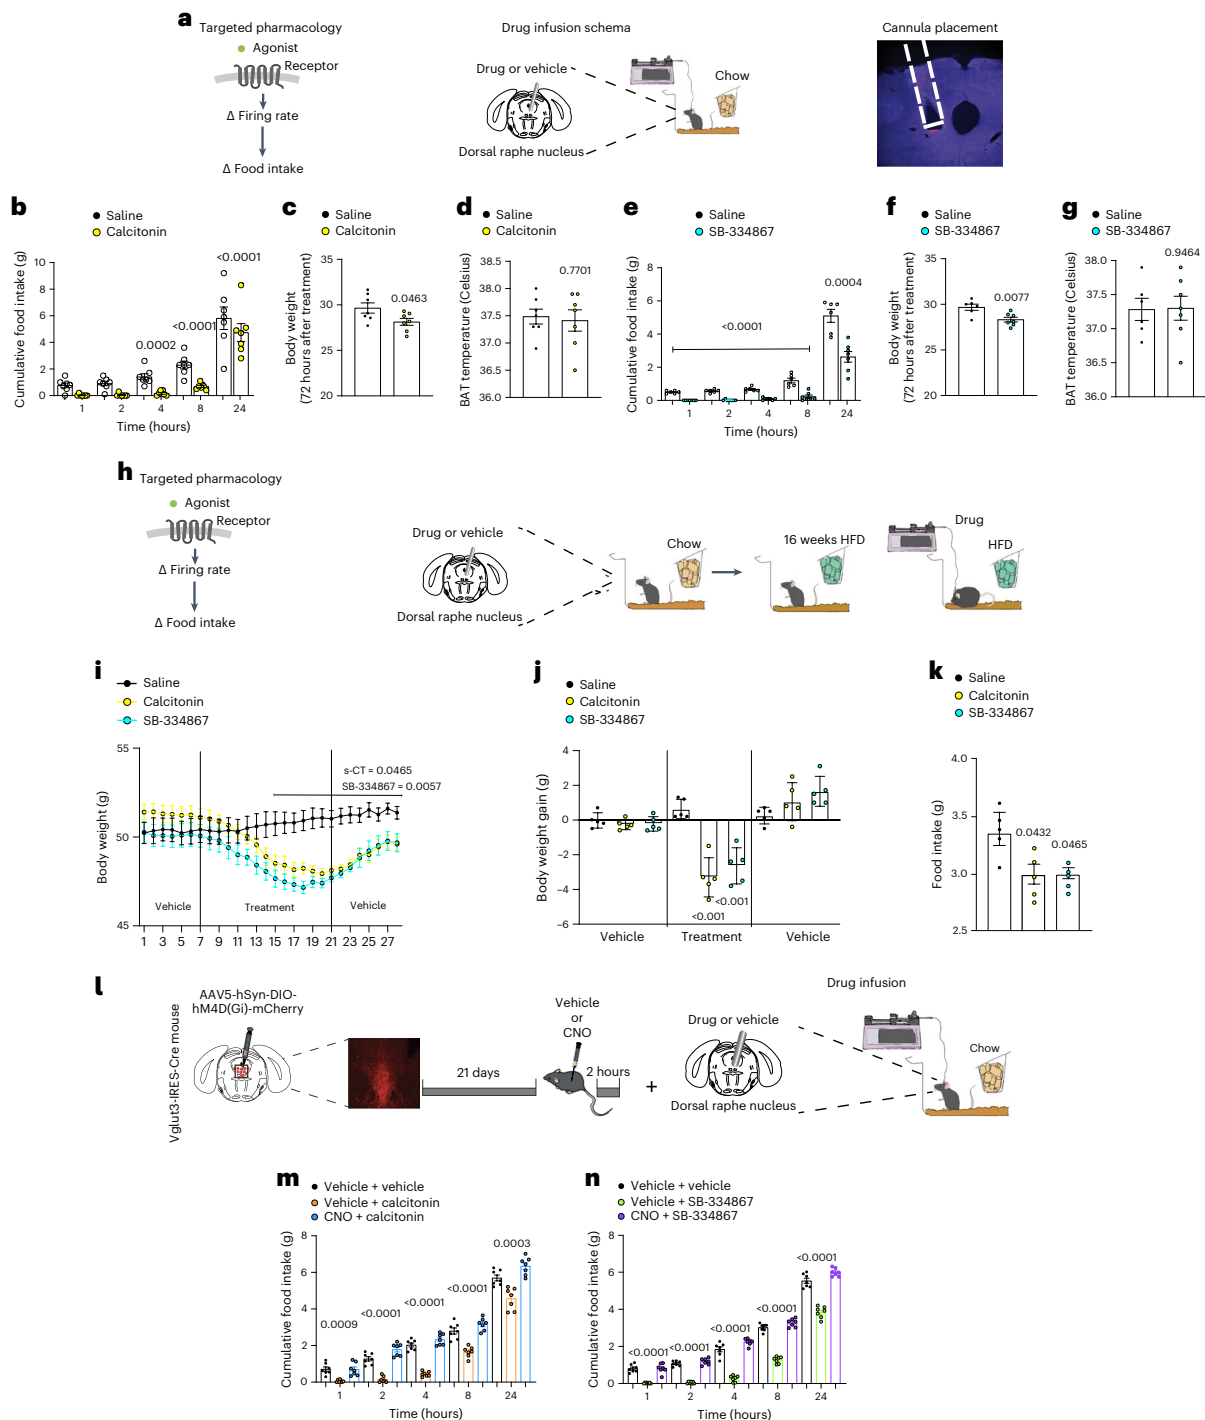 a
Targeted pharmacology
Agonist
Receptor
Δ Firing rate
Δ Food intake
Drug infusion schema
Drug or vehicle
Dorsal raphe nucleus
Chow
Cannula placement
b
Saline
Calcitonin
Cumulative food intake (g)
10
8
6
4
2
0
0.0002
<0.0001
<0.0001
1 2 4 8 24
Time (hours)
c
Saline
Calcitonin
Body weight
(72 hours after treatment)
35
30
25
20
0.0463
d
Saline
Calcitonin
BAT temperature (Celsius)
38.5
38.0
37.5
37.0
36.5
36.0
0.7701
e
Saline
SB-334867
Cumulative food intake (g)
8
6
4
2
0
<0.0001
0.0004
1 2 4 8 24
Time (hours)
f
Saline
SB-334867
Body weight
(72 hours after treatment)
35
30
25
20
0.0077
g
Saline
SB-334867
BAT temperature (Celsius)
38.0
37.5
37.0
36.5
36.0
0.9464
h
Targeted pharmacology
Agonist
Receptor
Δ Firing rate
Δ Food intake
Drug or vehicle
Dorsal raphe nucleus
Chow
16 weeks HFD
Drug
HFD
i
Saline
Calcitonin
SB-334867
Body weight (g)
55
50
45
s-CT = 0.0465
SB-334867 = 0.0057
Vehicle
Treatment
Vehicle
1 3 5 7 9 11 13 15 17 19 21 23 25 27
j
Saline
Calcitonin
SB-334867
Body weight gain (g)
4
2
0
−2
−4
−6
<0.001
<0.001
Vehicle
Treatment
Vehicle
k
Saline
Calcitonin
SB-334867
Food intake (g)
4.0
3.5
3.0
2.5
0.0432
0.0465
l
Vglut3-IRES-Cre mouse
AAV5-hSyn-DIO-
hM4D(Gi)-mCherry
21 days
Vehicle
or
CNO
2 hours
+
Drug or vehicle
Dorsal raphe nucleus
Drug infusion
Chow
m
Vehicle + vehicle
Vehicle + calcitonin
CNO + calcitonin
Cumulative food intake (g)
8
6
4
2
0
0.0009
<0.0001
<0.0001
<0.0001
0.0003
1 2 4 8 24
Time (hours)
n
Vehicle + vehicle
Vehicle + SB-334867
CNO + SB-334867
Cumulative food intake (g)
8
6
4
2
0
<0.0001
<0.0001
<0.0001
<0.0001
<0.0001
1 2 4 8 24
Time (hours)